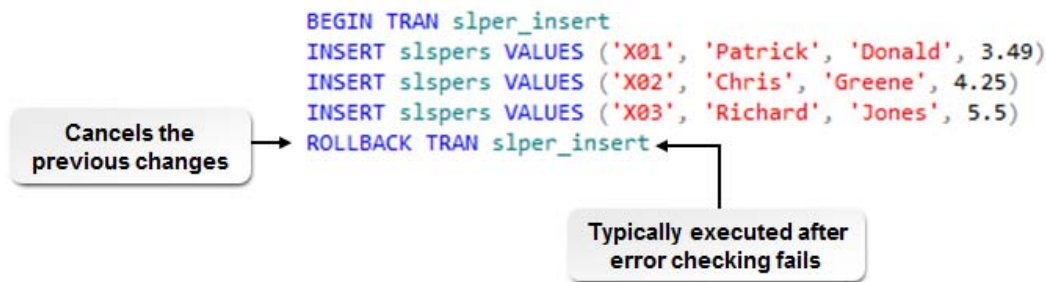 BEGIN TRAN slper_insert
INSERT slspers VALUES ('X01', 'Patrick', 'Donald', 3.49)
INSERT slspers VALUES ('X02', 'Chris', 'Greene', 4.25)
INSERT slspers VALUES ('X03', 'Richard', 'Jones', 5.5)
ROLLBACK TRAN slper_insert
Cancels the
previous changes
Typically executed after
error checking fails